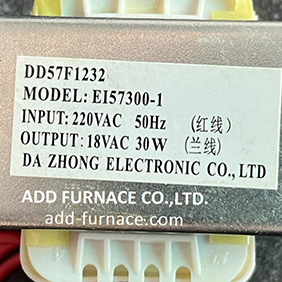 DD57F1232
MODEL: EI57300-1
INPUT: 220VAC 50Hz (红线)
OUTPUT: 18VAC 30W (兰线)
DA ZHONG ELECTRONIC CO., LTD
ADD FURNACE CO.,LTD.
add-furnace.com